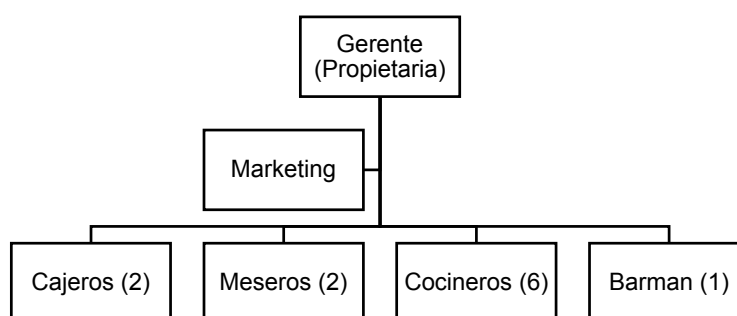 Gerente
(Propietaria)
Marketing
Cajeros (2)
Meseros (2)
Cocineros (6)
Barman (1)